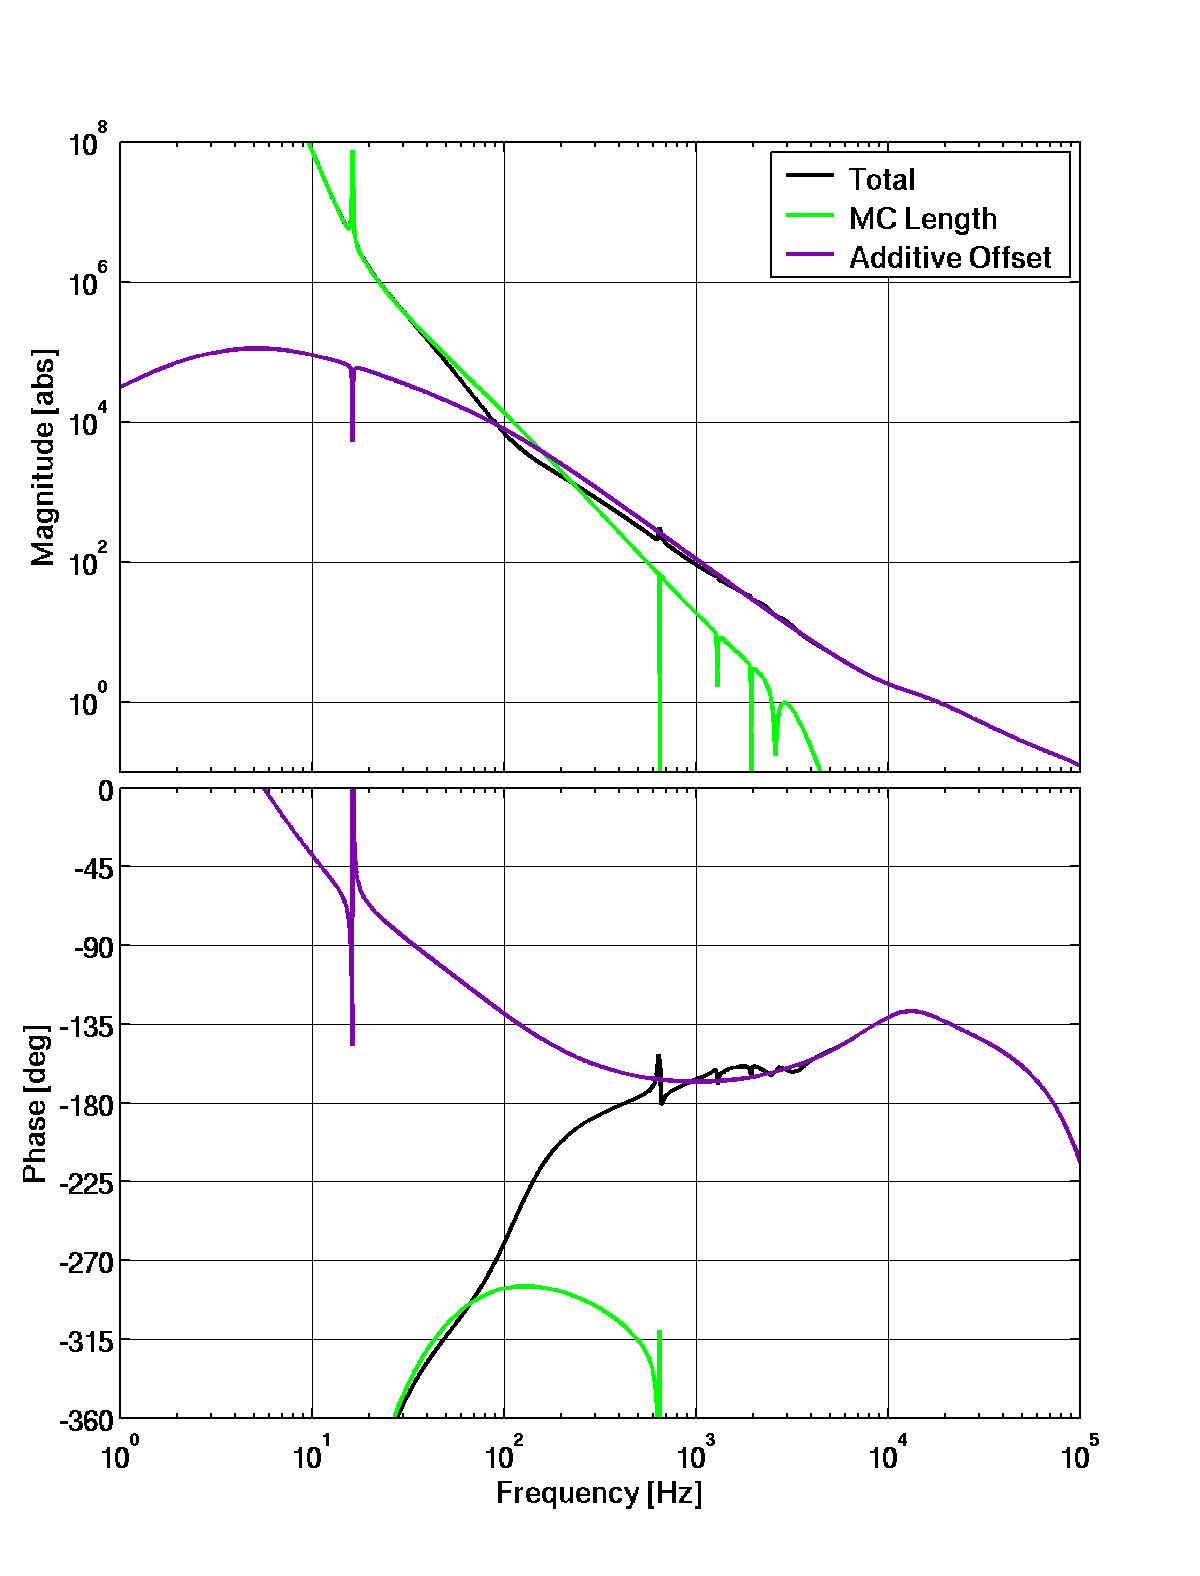 10^8
10^6
10^4
10^2
10^0
Magnitude [abs]
Total
MC Length
Additive Offset
0
-45
-90
-135
-180
-225
-270
-315
-360
Phase [deg]
10^0 10^1 10^2 10^3 10^4 10^5
Frequency [Hz]